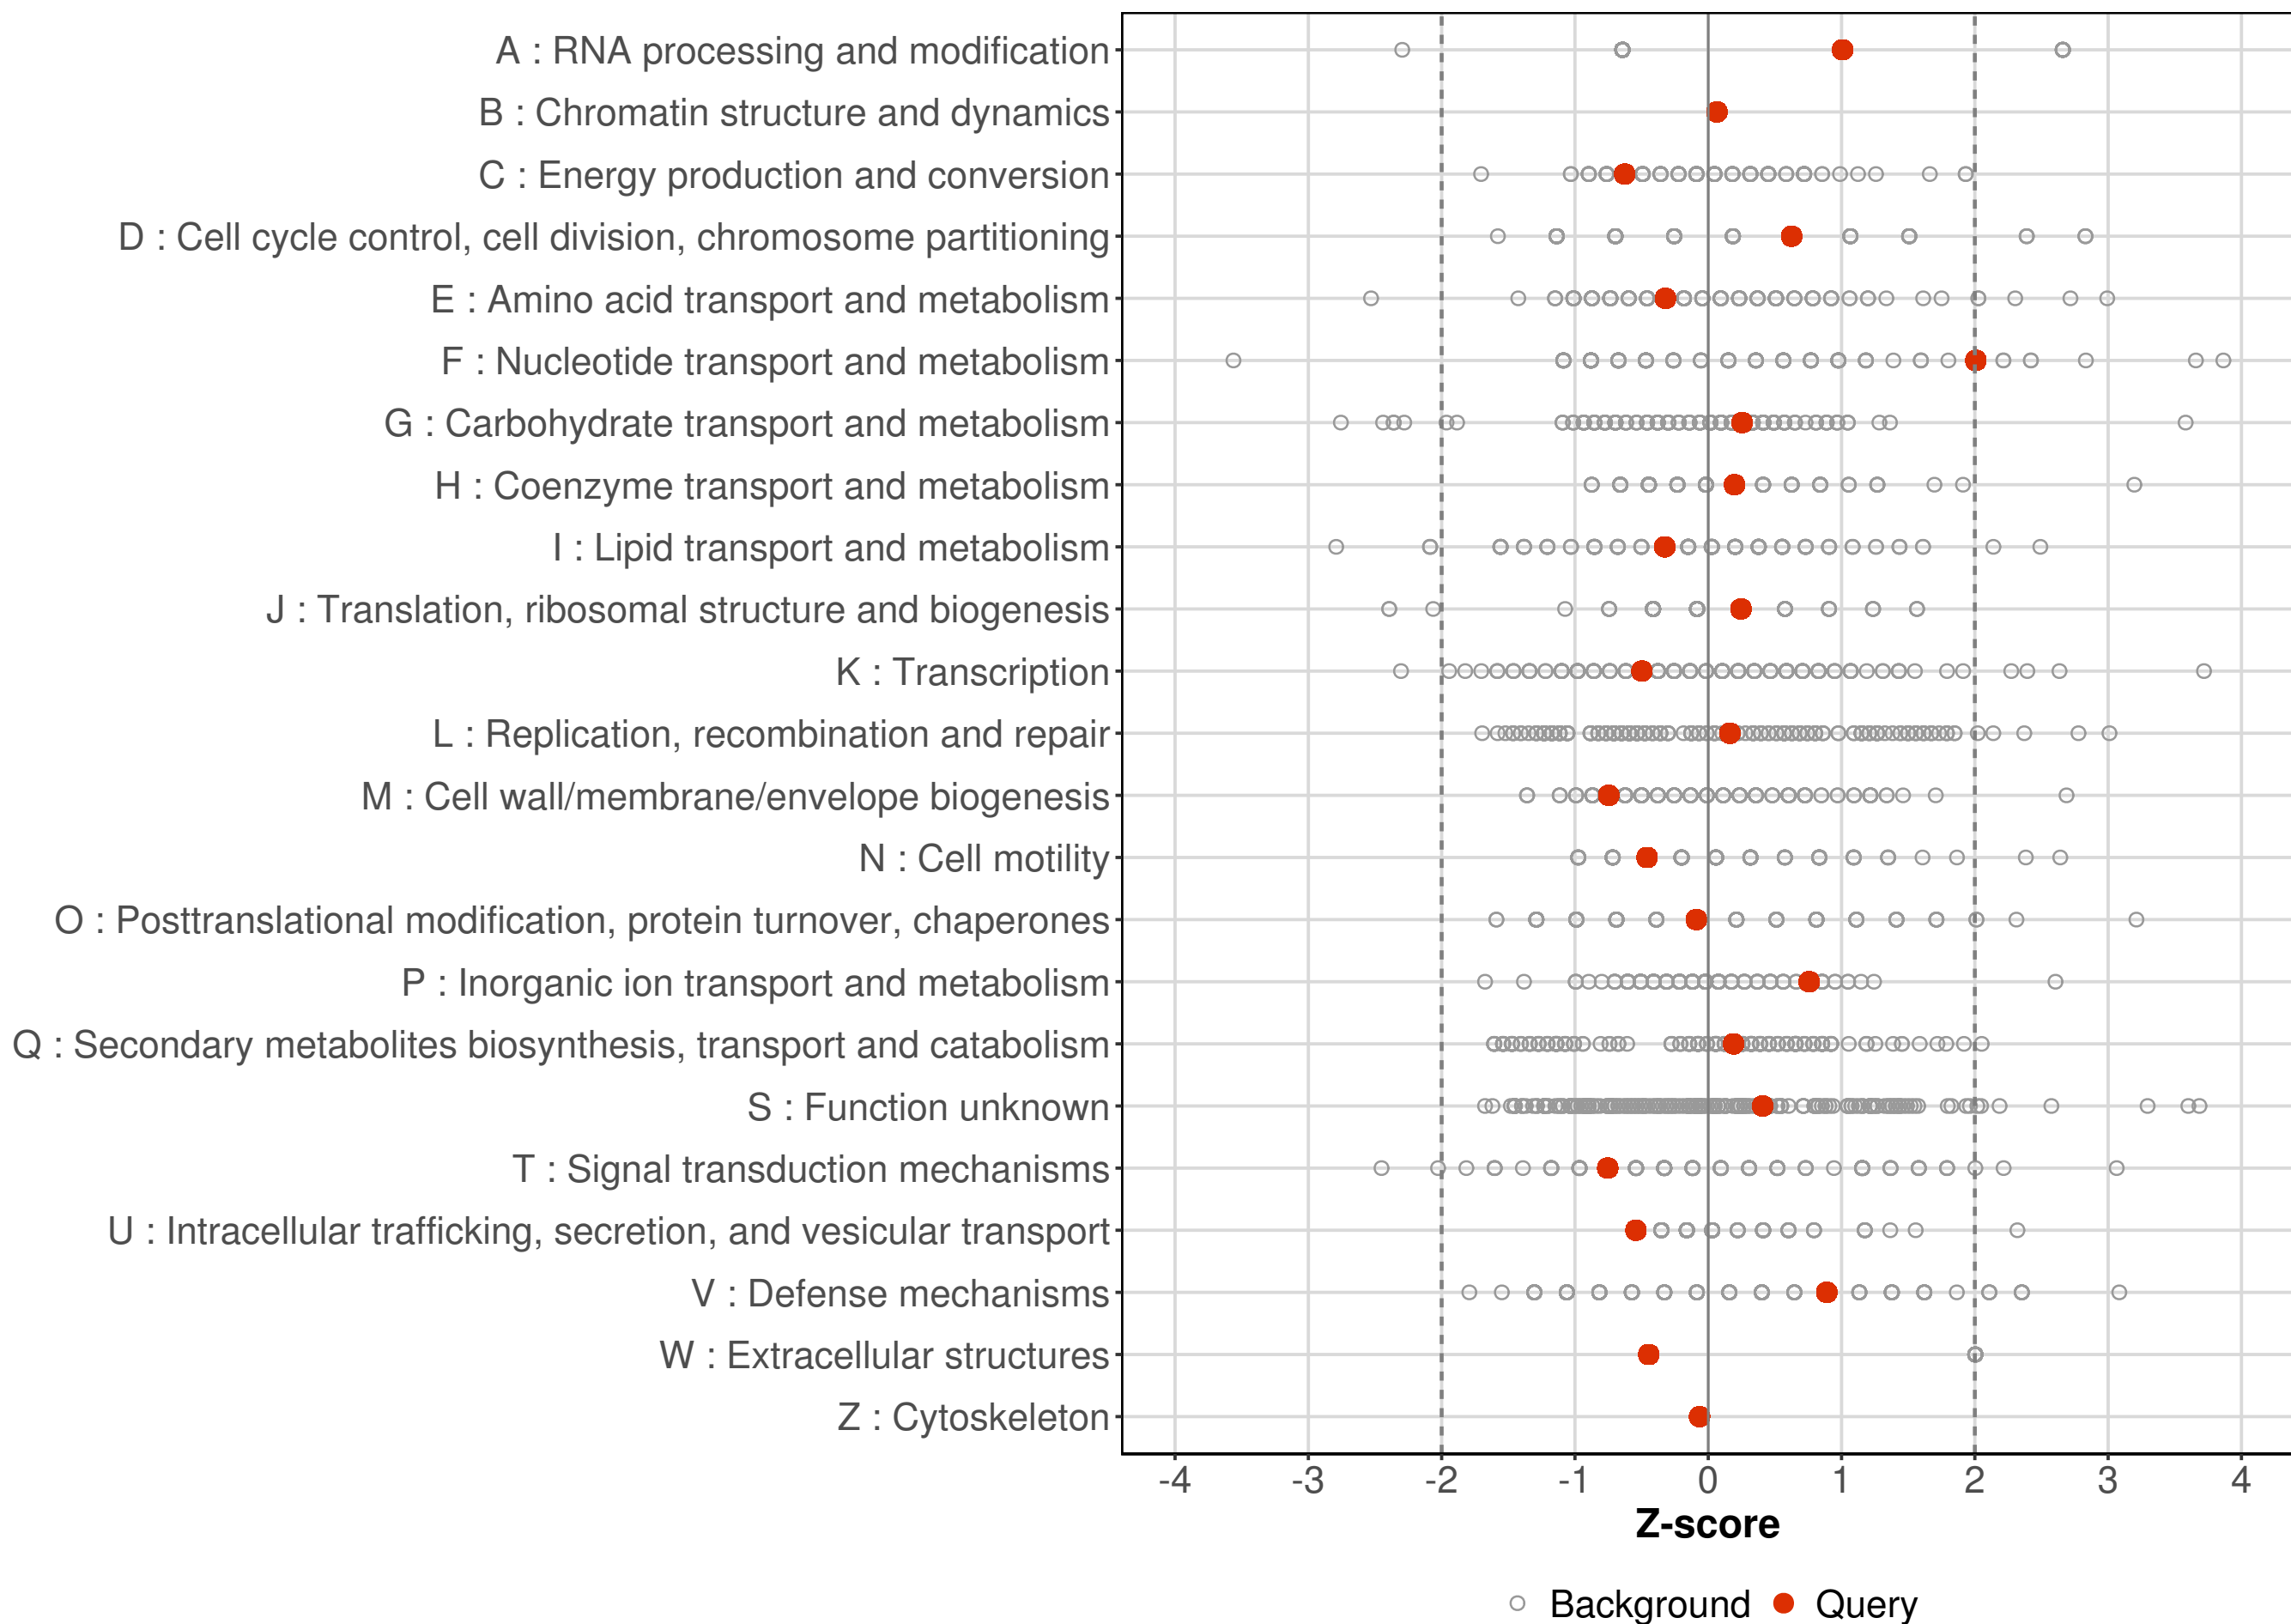 A : RNA processing and modification
B : Chromatin structure and dynamics
C : Energy production and conversion
D : Cell cycle control, cell division, chromosome partitioning
E : Amino acid transport and metabolism
F : Nucleotide transport and metabolism
G : Carbohydrate transport and metabolism
H : Coenzyme transport and metabolism
I : Lipid transport and metabolism
J : Translation, ribosomal structure and biogenesis
K : Transcription
L : Replication, recombination and repair
M : Cell wall/membrane/envelope biogenesis
N : Cell motility
O : Posttranslational modification, protein turnover, chaperones
P : Inorganic ion transport and metabolism
Q : Secondary metabolites biosynthesis, transport and catabolism
S : Function unknown
T : Signal transduction mechanisms
U : Intracellular trafficking, secretion, and vesicular transport
V : Defense mechanisms
W : Extracellular structures
Z : Cytoskeleton
-4 -3 -2 -1 0 1 2 3 4
Z-score
Background Query